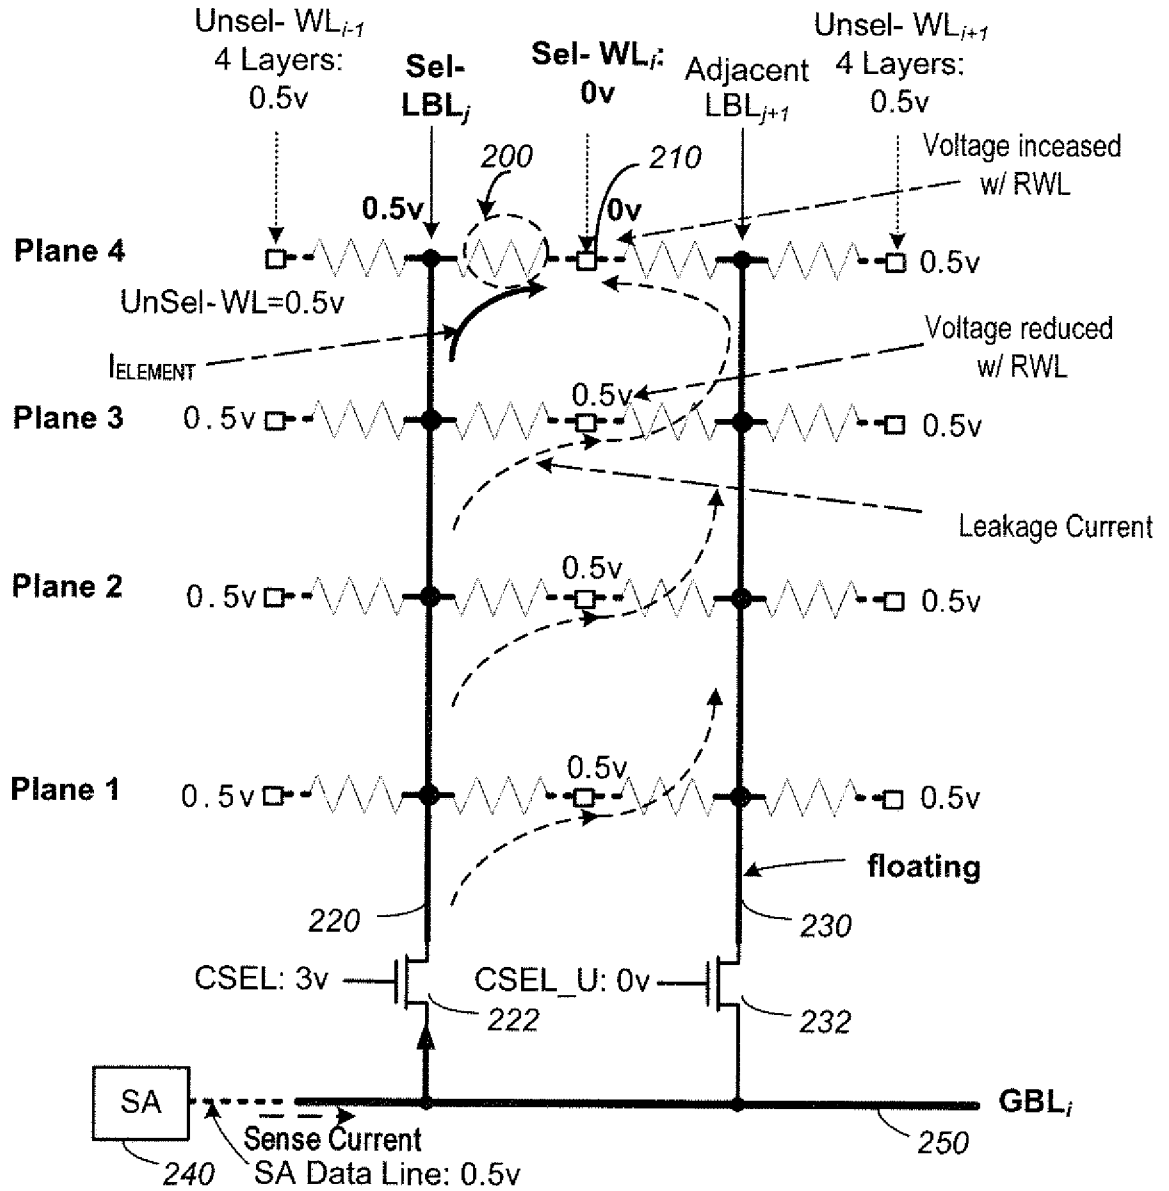 Unsel- WLi-1
4 Layers:
0.5v
Sel-
LBLj
Sel- WLi:
0v
Adjacent
LBLj+1
Unsel- WLi+1
4 Layers:
0.5v
200
210
Voltage inceased
w/ RWL
0.5v
0v
Plane 4
0.5v
UnSel- WL=0.5v
IELEMENT
Voltage reduced
w/ RWL
0.5v
Plane 3
0.5v
0.5v
Leakage Current
0.5v
Plane 2
0.5v
0.5v
0.5v
Plane 1
0.5v
0.5v
floating
220
230
CSEL: 3v
CSEL_U: 0v
222
232
SA
GBLi
Sense Current
250
240
SA Data Line: 0.5v